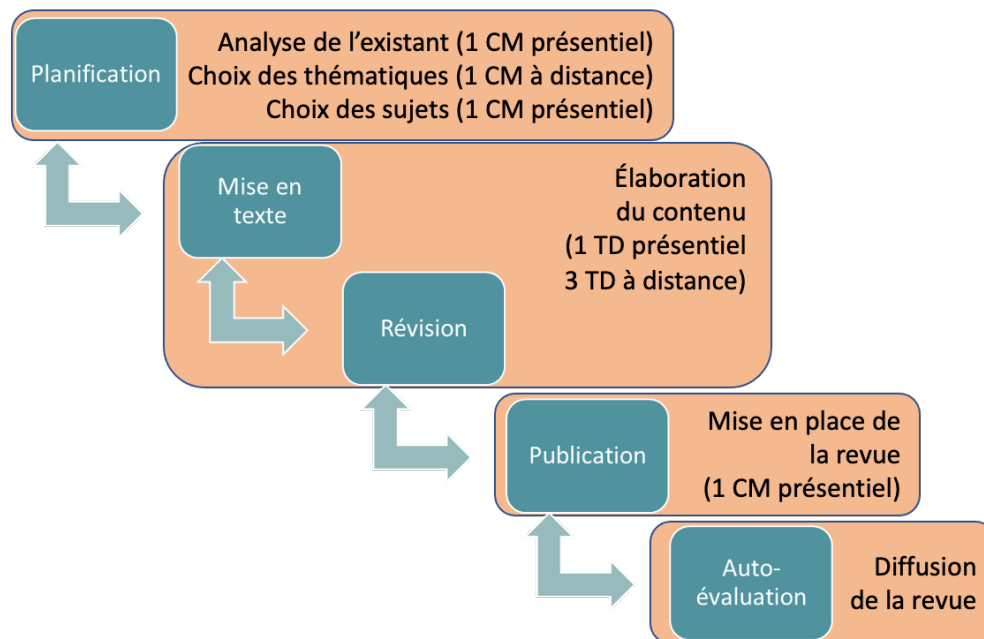 Planification
Analyse de l’existant (1 CM présentiel)
Choix des thématiques (1 CM à distance)
Choix des sujets (1 CM présentiel)
Mise en
texte
Élaboration
du contenu
(1 TD présentiel
3 TD à distance)
Révision
Publication
Mise en place de
la revue
(1 CM présentiel)
Auto-
évaluation
Diffusion
de la revue